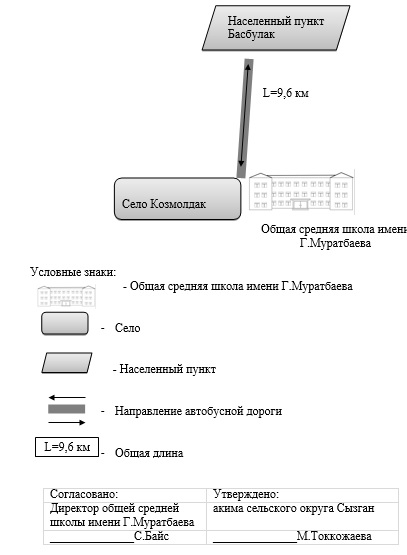 Населенный пункт
Басбулак
L=9,6 км
Село Козмолдак
Общая средняя школа имени
Г.Муратбаева
Условные знаки:
- Общая средняя школа имени Г.Муратбаева
- Село
- Населенный пункт
- Направление автобусной дороги
L=9,6 км - Общая длина
Согласовано:
Директор общей средней
школы имени Г.Муратбаева
______________С.Байс
Утверждено:
акима сельского округа Сызган
______________М.Токкожаева